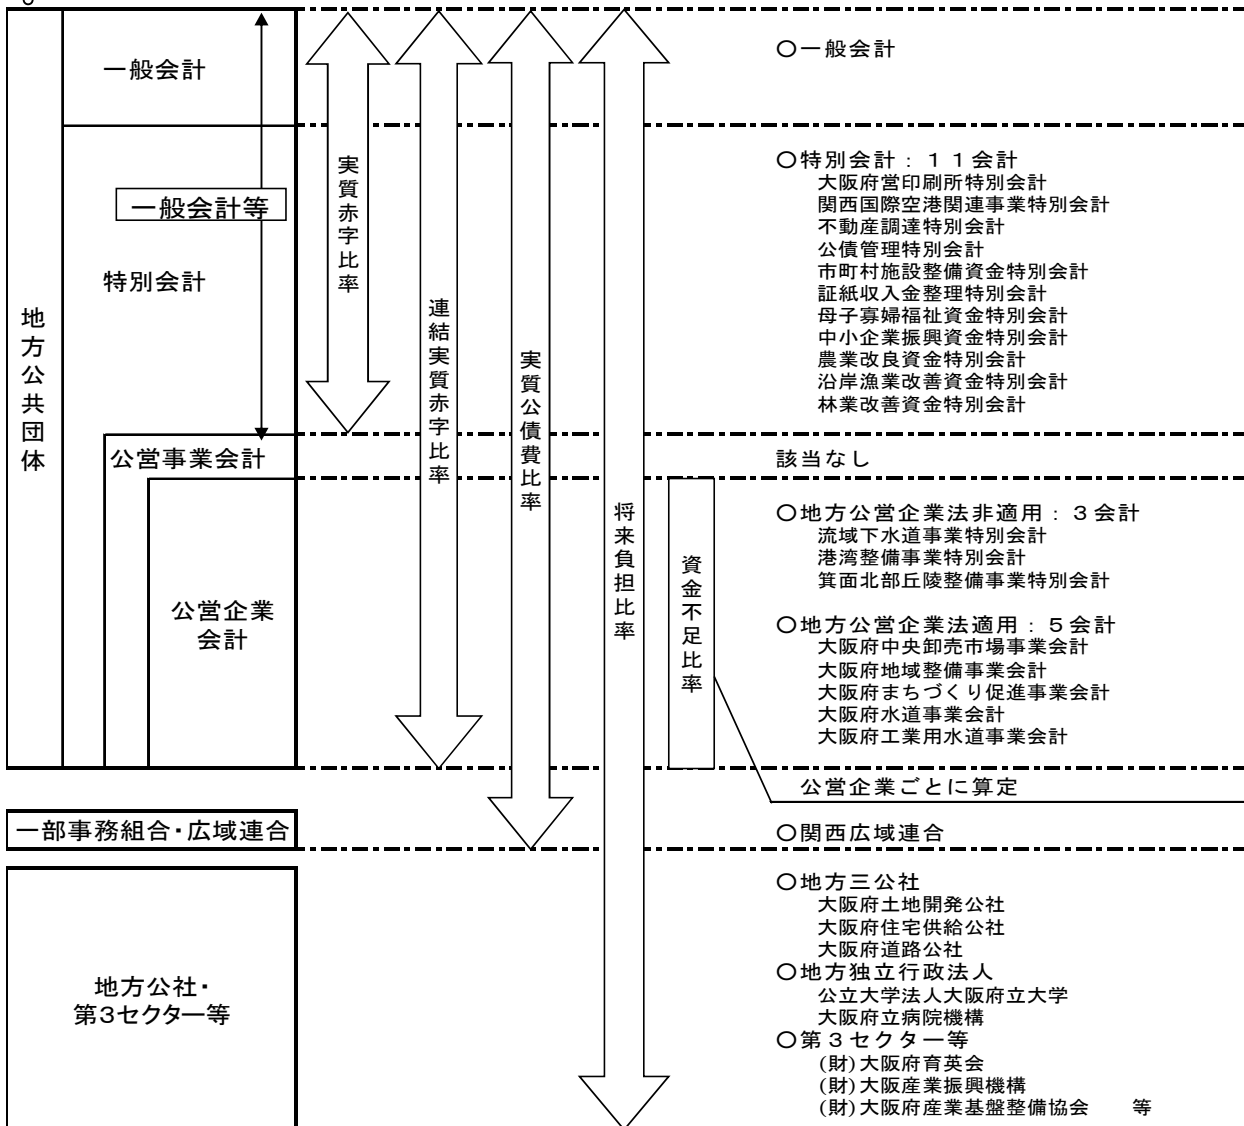 一般会計
特別会計
一般会計等
地方公共団体
公営事業会計
公営企業
会計
一部事務組合・広域連合
地方公社・
第3セクター等
実質赤字比率
連結実質赤字比率
実質公債費比率
将来負担比率
資金不足比率
〇一般会計
〇特別会計：１１会計
大阪府営印刷所特別会計
関西国際空港関連事業特別会計
不動産調達特別会計
公債管理特別会計
市町村施設整備資金特別会計
証紙収入金整理特別会計
母子寡婦福祉資金特別会計
中小企業振興資金特別会計
農業改良資金特別会計
沿岸漁業改善資金特別会計
林業改善資金特別会計
該当なし
〇地方公営企業法非適用：３会計
流域下水道事業特別会計
港湾整備事業特別会計
箕面北部丘陵整備事業特別会計
〇地方公営企業法適用：５会計
大阪府中央卸売市場事業会計
大阪府地域整備事業会計
大阪府まちづくり促進事業会計
大阪府水道事業会計
大阪府工業用水道事業会計
公営企業ごとに算定
〇関西広域連合
〇地方三公社
大阪府土地開発公社
大阪府住宅供給公社
大阪府道路公社
〇地方独立行政法人
公立大学法人大阪府立大学
大阪府立病院機構
〇第３セクター等
(財)大阪府育英会
(財)大阪産業振興機構
(財)大阪府産業基盤整備協会　　等